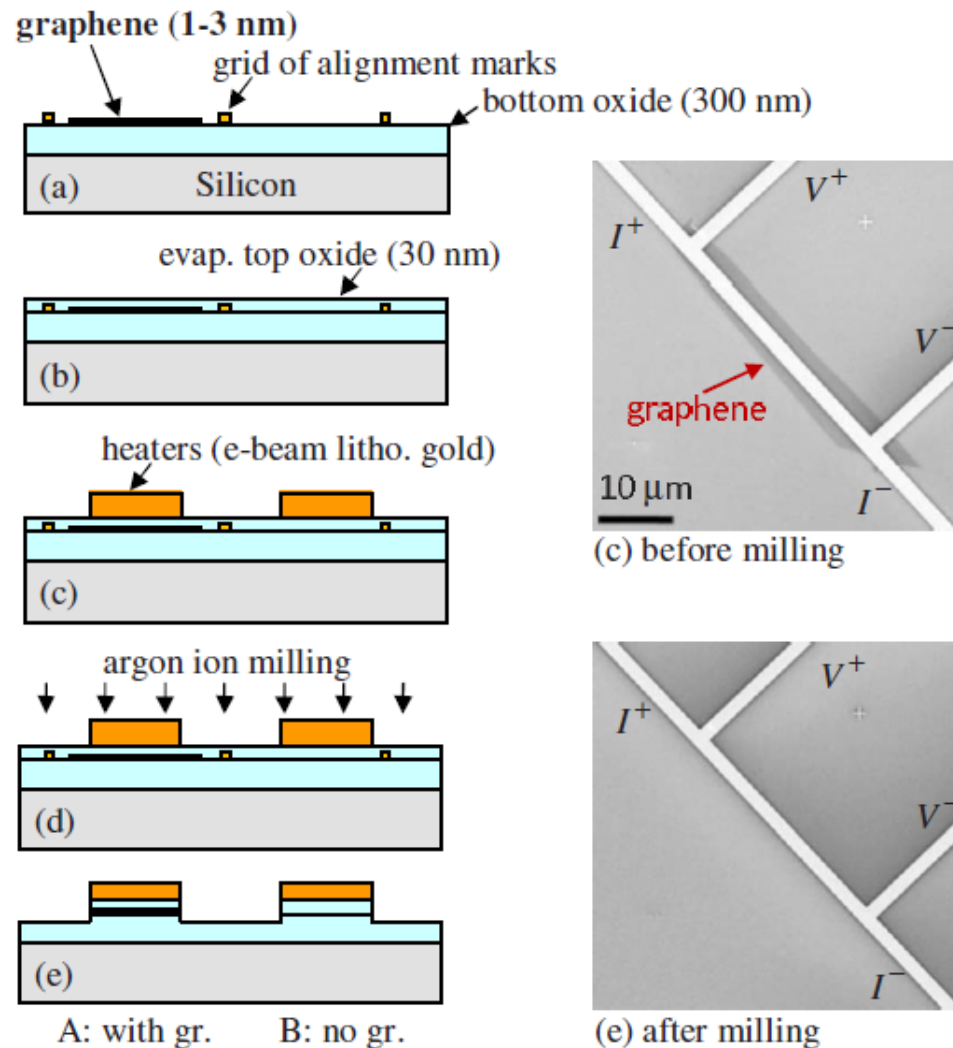 graphene (1-3 nm)
grid of alignment marks
bottom oxide (300 nm)
(a)
Silicon
evap. top oxide (30 nm)
(b)
heaters (e-beam litho. gold)
(c)
argon ion milling
(d)
(e)
A: with gr.
B: no gr.
I⁺
V⁺
V⁻
graphene
10 μm
I⁻
(c) before milling
I⁺
V⁺
V⁻
I⁻
(e) after milling